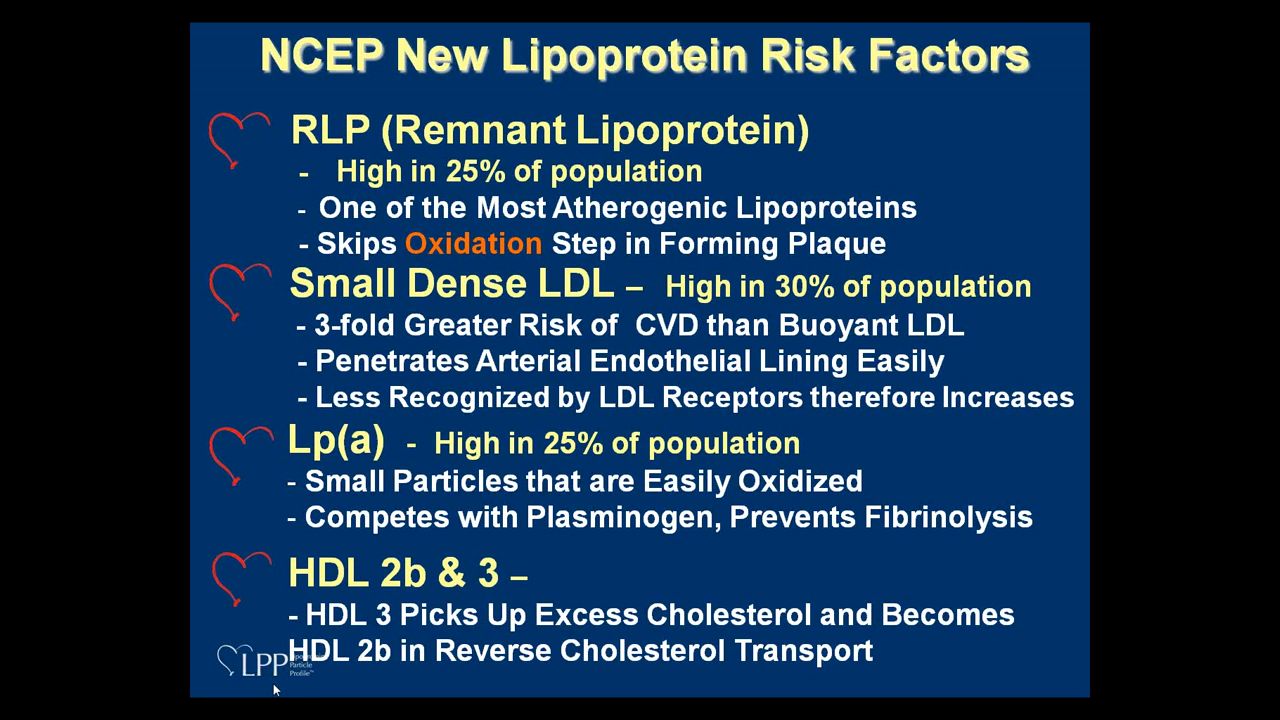 NCEP New Lipoprotein Risk Factors
RLP (Remnant Lipoprotein)
- High in 25% of population
- One of the Most Atherogenic Lipoproteins
- Skips Oxidation Step in Forming Plaque
Small Dense LDL – High in 30% of population
- 3-fold Greater Risk of CVD than Buoyant LDL
- Penetrates Arterial Endothelial Lining Easily
- Less Recognized by LDL Receptors therefore Increases
Lp(a) - High in 25% of population
- Small Particles that are Easily Oxidized
- Competes with Plasminogen, Prevents Fibrinolysis
HDL 2b & 3 –
- HDL 3 Picks Up Excess Cholesterol and Becomes
HDL 2b in Reverse Cholesterol Transport
LPP
Particle
Profile™